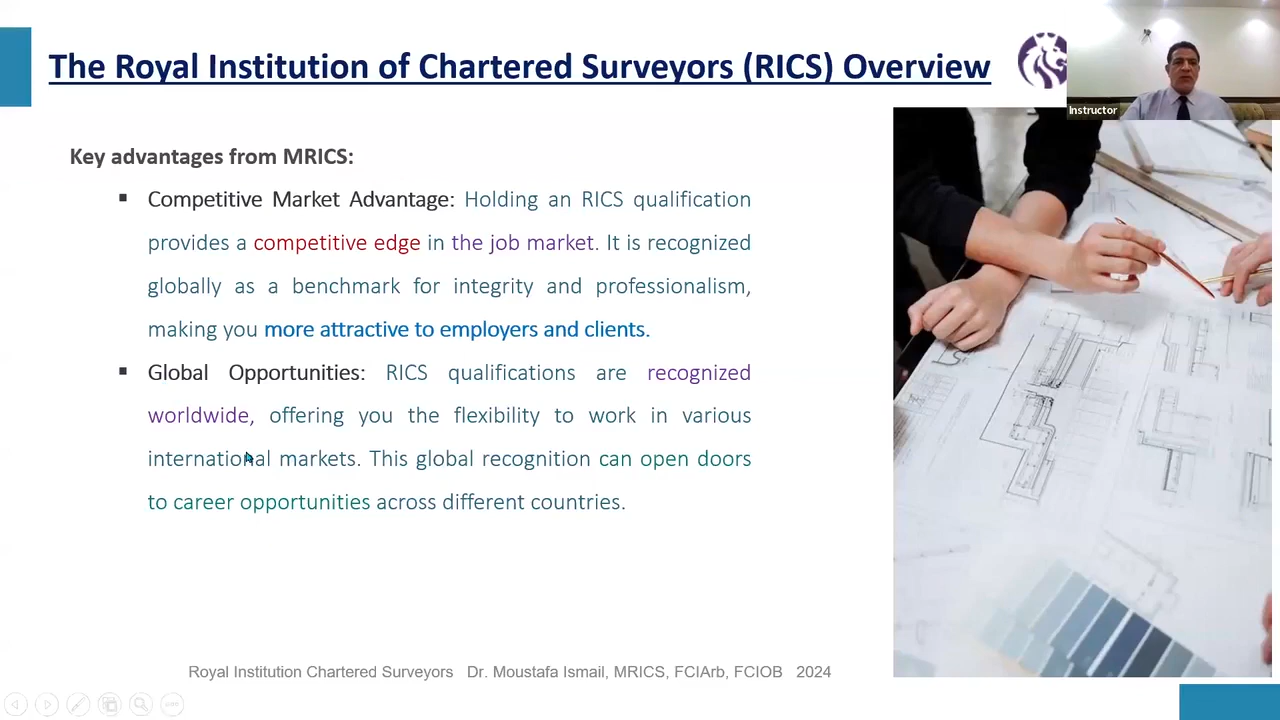 The Royal Institution of Chartered Surveyors (RICS) Overview
Instructor
Key advantages from MRICS:
▪ Competitive Market Advantage: Holding an RICS qualification
provides a competitive edge in the job market. It is recognized
globally as a benchmark for integrity and professionalism,
making you more attractive to employers and clients.
▪ Global Opportunities: RICS qualifications are recognized
worldwide, offering you the flexibility to work in various
international markets. This global recognition can open doors
to career opportunities across different countries.
Royal Institution Chartered Surveyors Dr. Moustafa Ismail, MRICS, FCIArb, FCIOB 2024